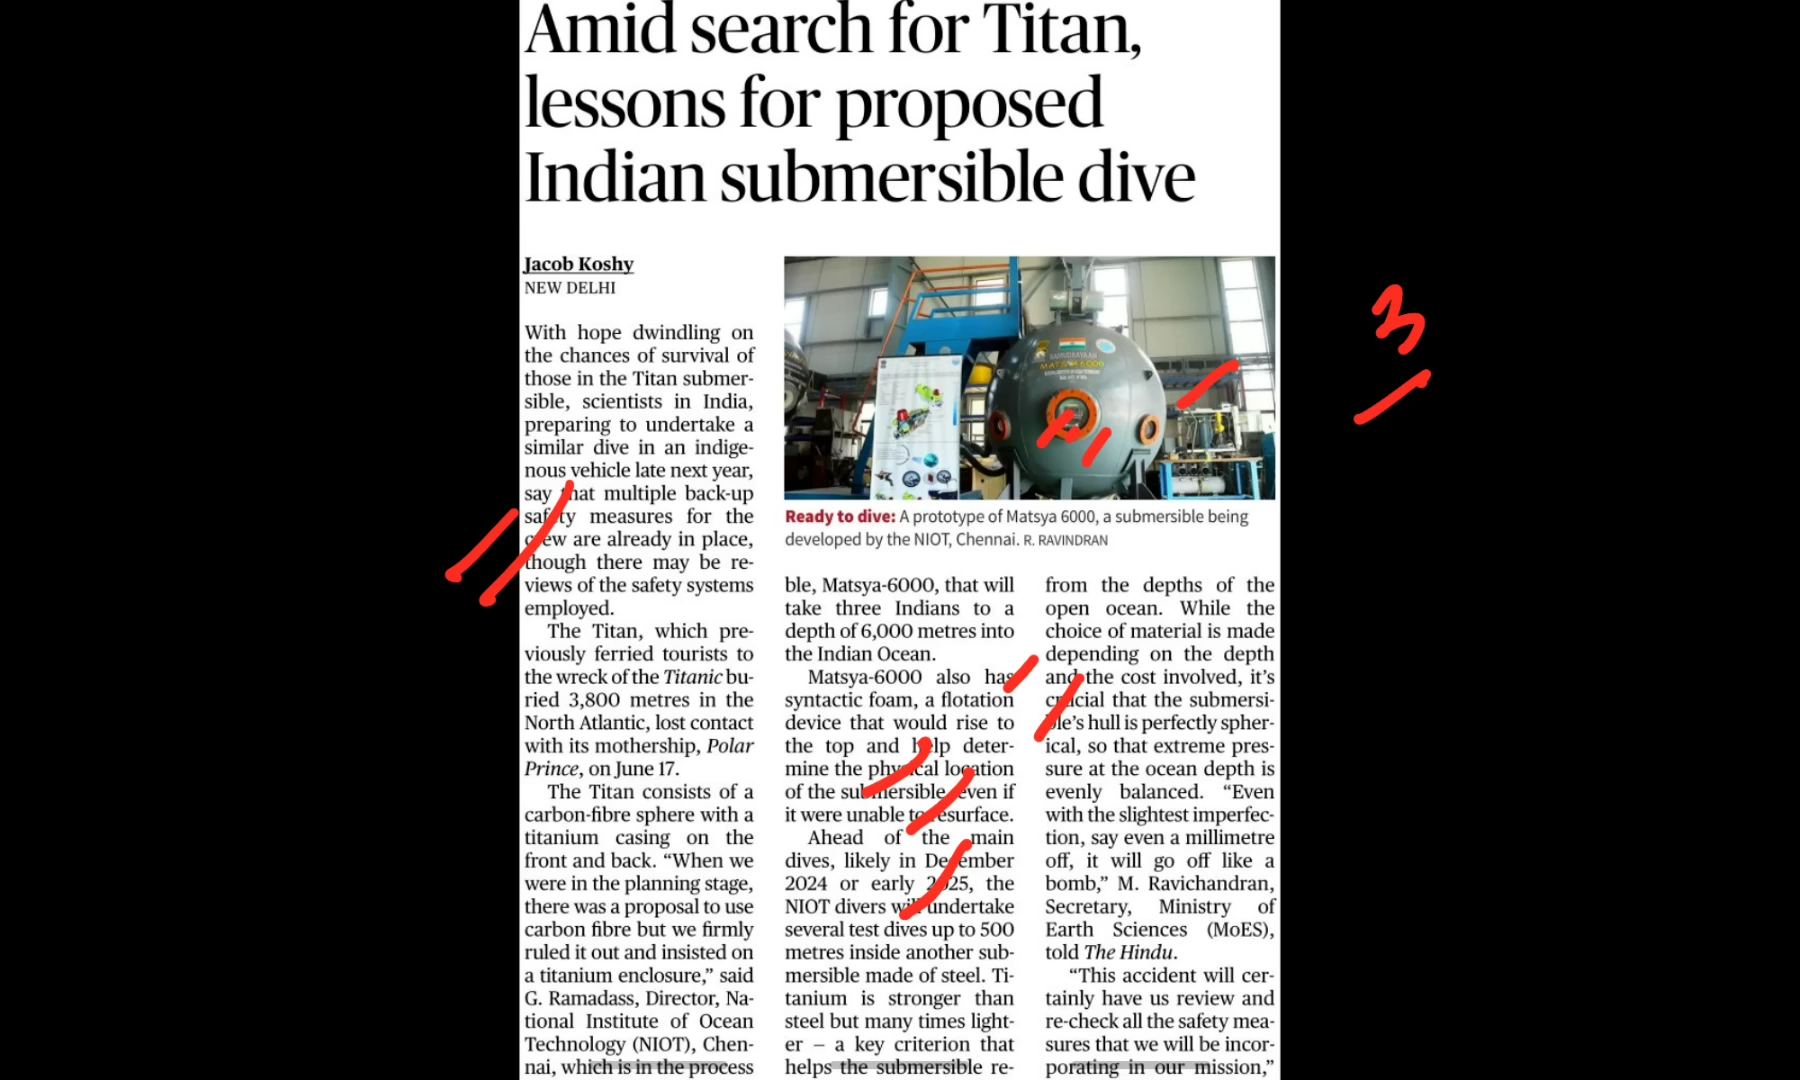 Amid search for Titan,
lessons for proposed
Indian submersible dive
Jacob Koshy
NEW DELHI
With hope dwindling on
the chances of survival of
those in the Titan submer-
sible, scientists in India,
preparing to undertake a
similar dive in an indige-
nous vehicle late next year,
say that multiple back-up
safety measures for the
crew are already in place,
though there may be re-
views of the safety systems
employed.
The Titan, which pre-
viously ferried tourists to
the wreck of the Titanic bu-
ried 3,800 metres in the
North Atlantic, lost contact
with its mothership, Polar
Prince, on June 17.
The Titan consists of a
carbon-fibre sphere with a
titanium casing on the
front and back. “When we
were in the planning stage,
there was a proposal to use
carbon fibre but we firmly
ruled it out and insisted on
a titanium enclosure,” said
G. Ramadass, Director, Na-
tional Institute of Ocean
Technology (NIOT), Chen-
nai, which is in the process
SAMUDRAYAAN
MATSYA 6000
Ready to dive: A prototype of Matsya 6000, a submersible being
developed by the NIOT, Chennai. R. RAVINDRAN
ble, Matsya-6000, that will
take three Indians to a
depth of 6,000 metres into
the Indian Ocean.
Matsya-6000 also has
syntactic foam, a flotation
device that would rise to
the top and help deter-
mine the physical location
of the submersible, even if
it were unable to resurface.
Ahead of the main
dives, likely in December
2024 or early 2025, the
NIOT divers will undertake
several test dives up to 500
metres inside another sub-
mersible made of steel. Ti-
tanium is stronger than
steel but many times light-
er – a key criterion that
helps the submersible re-
from the depths of the
open ocean. While the
choice of material is made
depending on the depth
and the cost involved, it’s
crucial that the submersi-
ble’s hull is perfectly spher-
ical, so that extreme pres-
sure at the ocean depth is
evenly balanced. “Even
with the slightest imperfec-
tion, say even a millimetre
off, it will go off like a
bomb,” M. Ravichandran,
Secretary, Ministry of
Earth Sciences (MoES),
told The Hindu.
“This accident will cer-
tainly have us review and
re-check all the safety mea-
sures that we will be incor-
porating in our mission,”
3